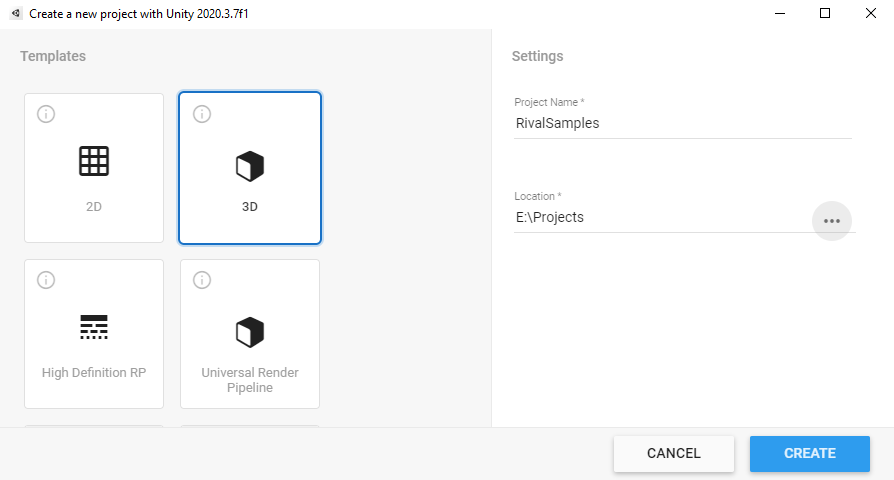 Create a new project with Unity 2020.3.7f1
Templates
2D
3D
High Definition RP
Universal Render
Pipeline
Settings
Project Name *
RivalSamples
Location *
E:\Projects
CANCEL
CREATE